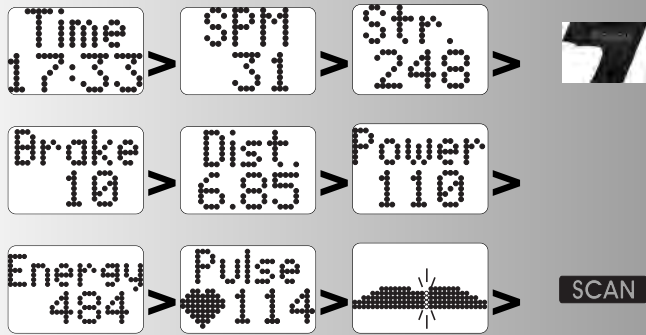 Time
17:33
>
SPM
31
>
Str.
248
>
7
Brake
10
>
Dist.
6.85
>
Power
110
>
Energy
484
>
Pulse
114
>
>
SCAN